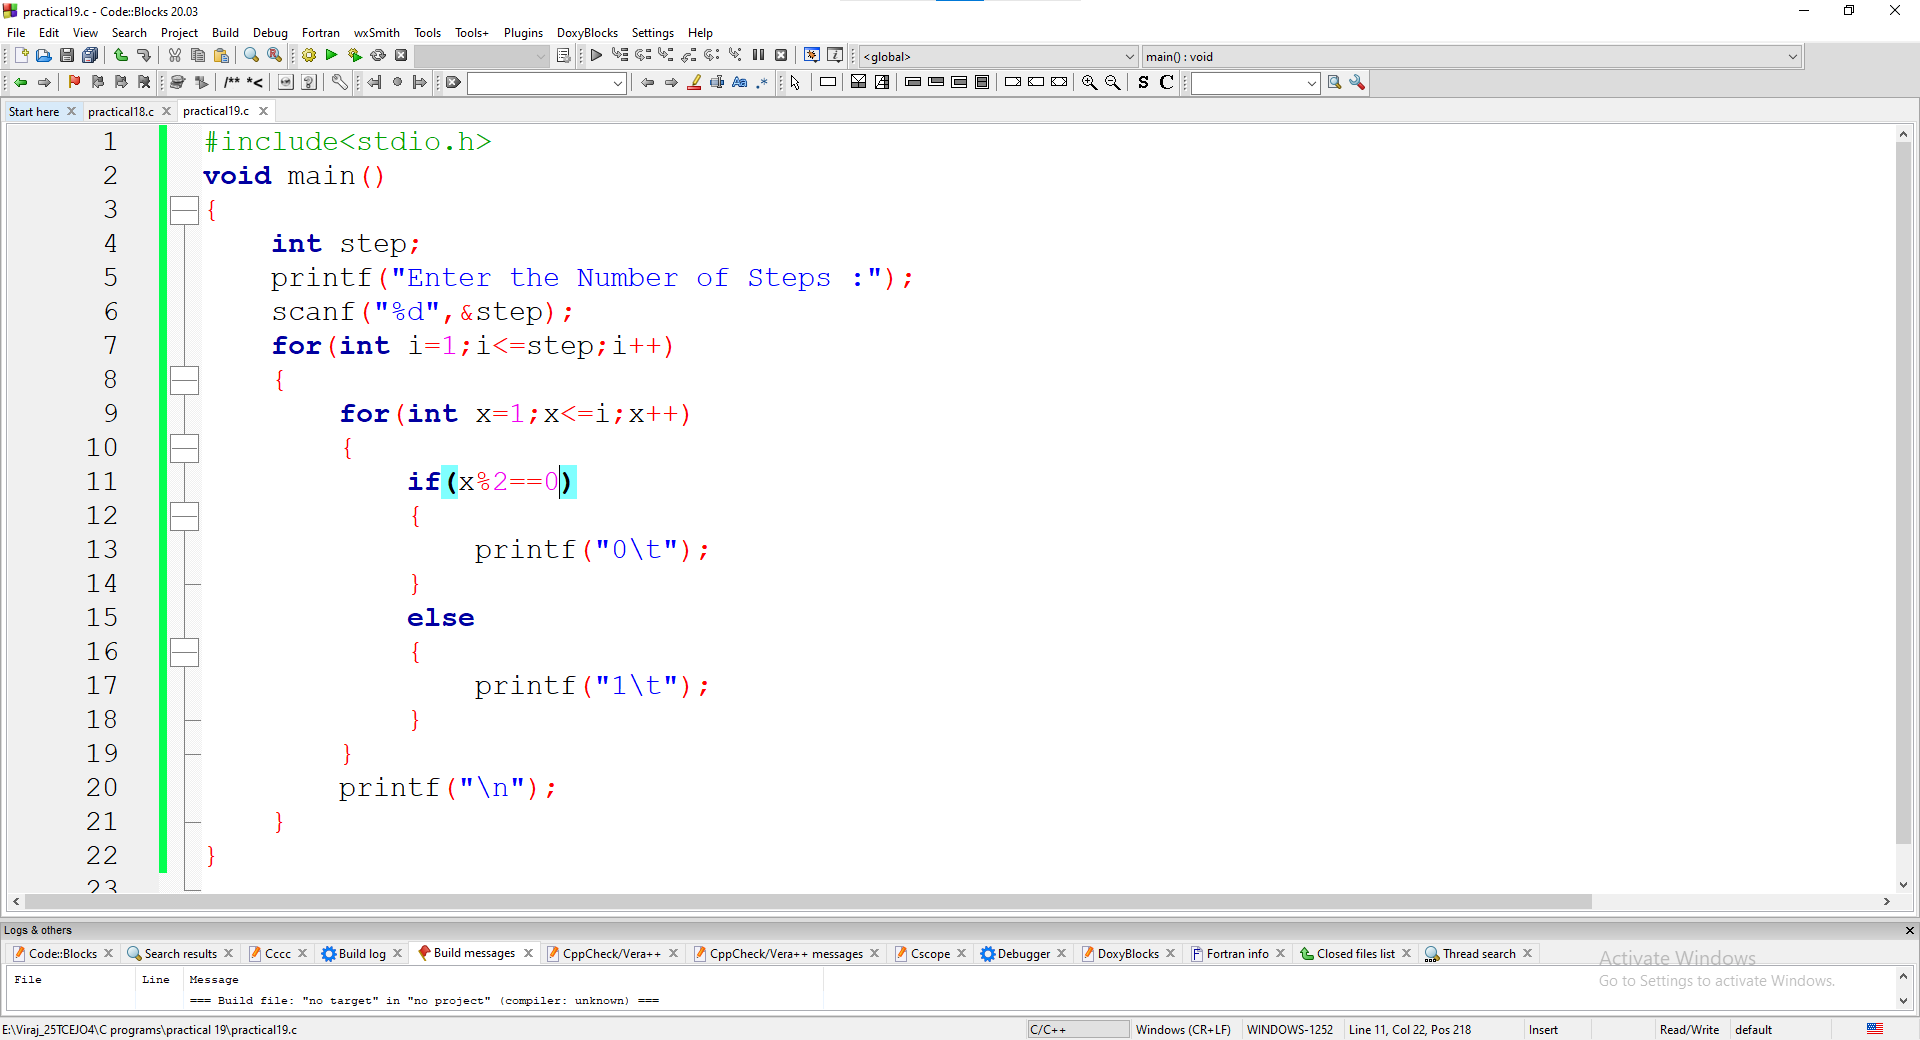 practical19.c - Code::Blocks 20.03
File Edit View Search Project Build Debug Fortran wxSmith Tools Tools+ Plugins DoxyBlocks Settings Help
<global> main() : void
/** *< Aa .* S C
Start here practical18.c practical19.c
1 #include<stdio.h>
2 void main()
3 {
4 int step;
5 printf("Enter the Number of Steps :");
6 scanf("%d",&step);
7 for(int i=1;i<=step;i++)
8 {
9 for(int x=1;x<=i;x++)
10 {
11 if(x%2==0)
12 {
13 printf("0\t");
14 }
15 else
16 {
17 printf("1\t");
18 }
19 }
20 printf("\n");
21 }
22 }
23
Logs & others
Code::Blocks Search results Cccc Build log Build messages CppCheck/Vera++ CppCheck/Vera++ messages Cscope Debugger DoxyBlocks Fortran info Closed files list Thread search
File Line Message
=== Build file: "no target" in "no project" (compiler: unknown) ===
Activate Windows
Go to Settings to activate Windows.
E:\Viraj_25TCEJO4\C programs\practical 19\practical19.c C/C++ Windows (CR+LF) WINDOWS-1252 Line 11, Col 22, Pos 218 Insert Read/Write default